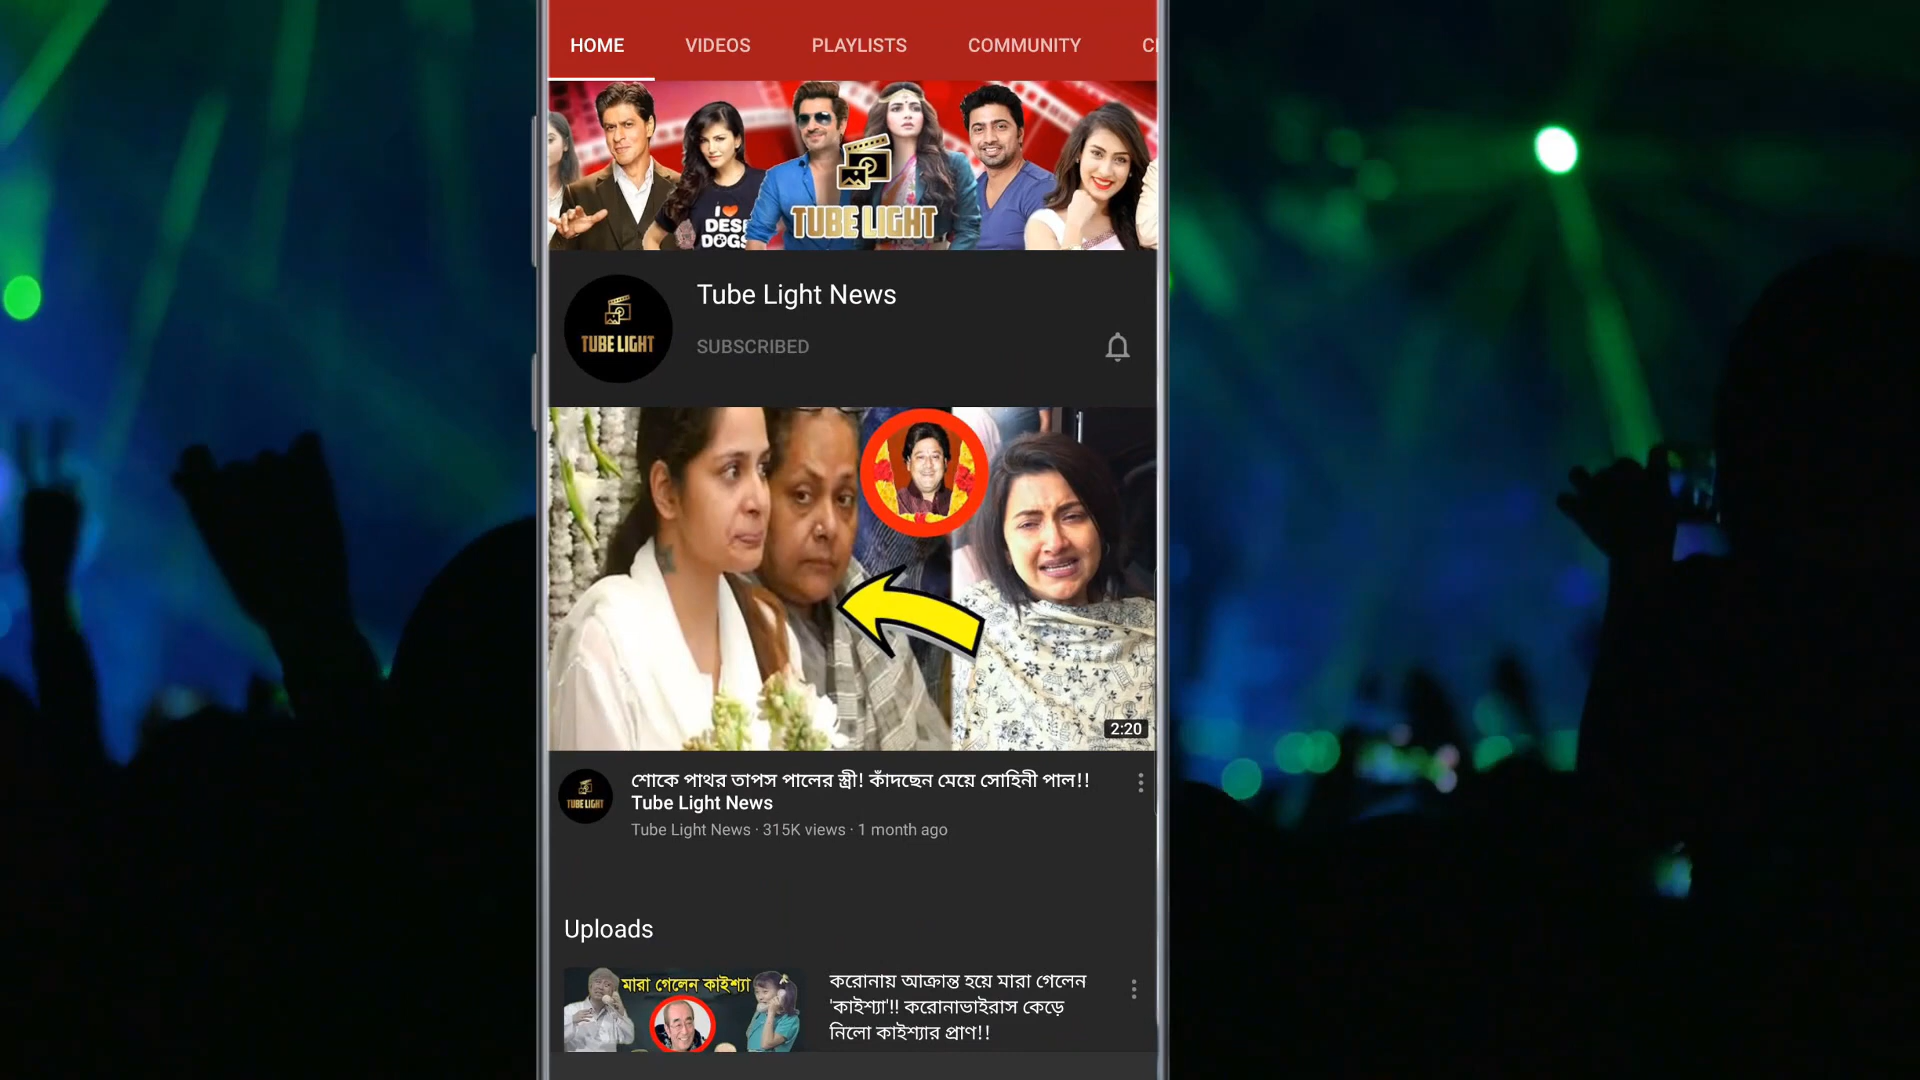 HOME VIDEOS PLAYLISTS COMMUNITY
I ❤ DESI DOGS
TUBE LIGHT
Tube Light News
TUBE LIGHT
SUBSCRIBED
2:20
শোকে পাথর তাপস পালের স্ত্রী! কাঁদছেন মেয়ে সোহিনী পাল!!
Tube Light News
TUBE LIGHT
Tube Light News · 315K views · 1 month ago
Uploads
মারা গেলেন কাইশ্যা
করোনায় আক্রান্ত হয়ে মারা গেলেন
'কাইশ্যা'!! করোনাভাইরাস কেড়ে
নিলো কাইশ্যার প্রাণ!!